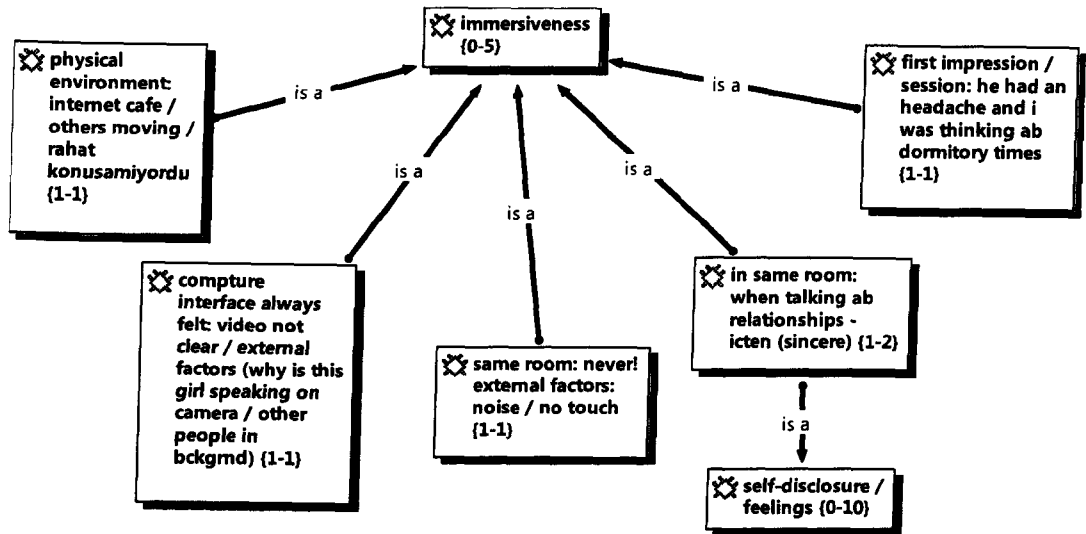 immersiveness
{0-5}
physical
environment:
internet cafe /
others moving /
rahat
konusamiyordu
{1-1}
first impression /
session: he had an
headache and i
was thinking ab
dormitory times
{1-1}
is a
is a
is a
is a
is a
compture
interface always
felt: video not
clear / external
factors (why is this
girl speaking on
camera / other
people in
bckgrnd) {1-1}
same room: never!
external factors:
noise / no touch
{1-1}
in same room:
when talking ab
relationships -
icten (sincere) {1-2}
is a
self-disclosure /
feelings {0-10}